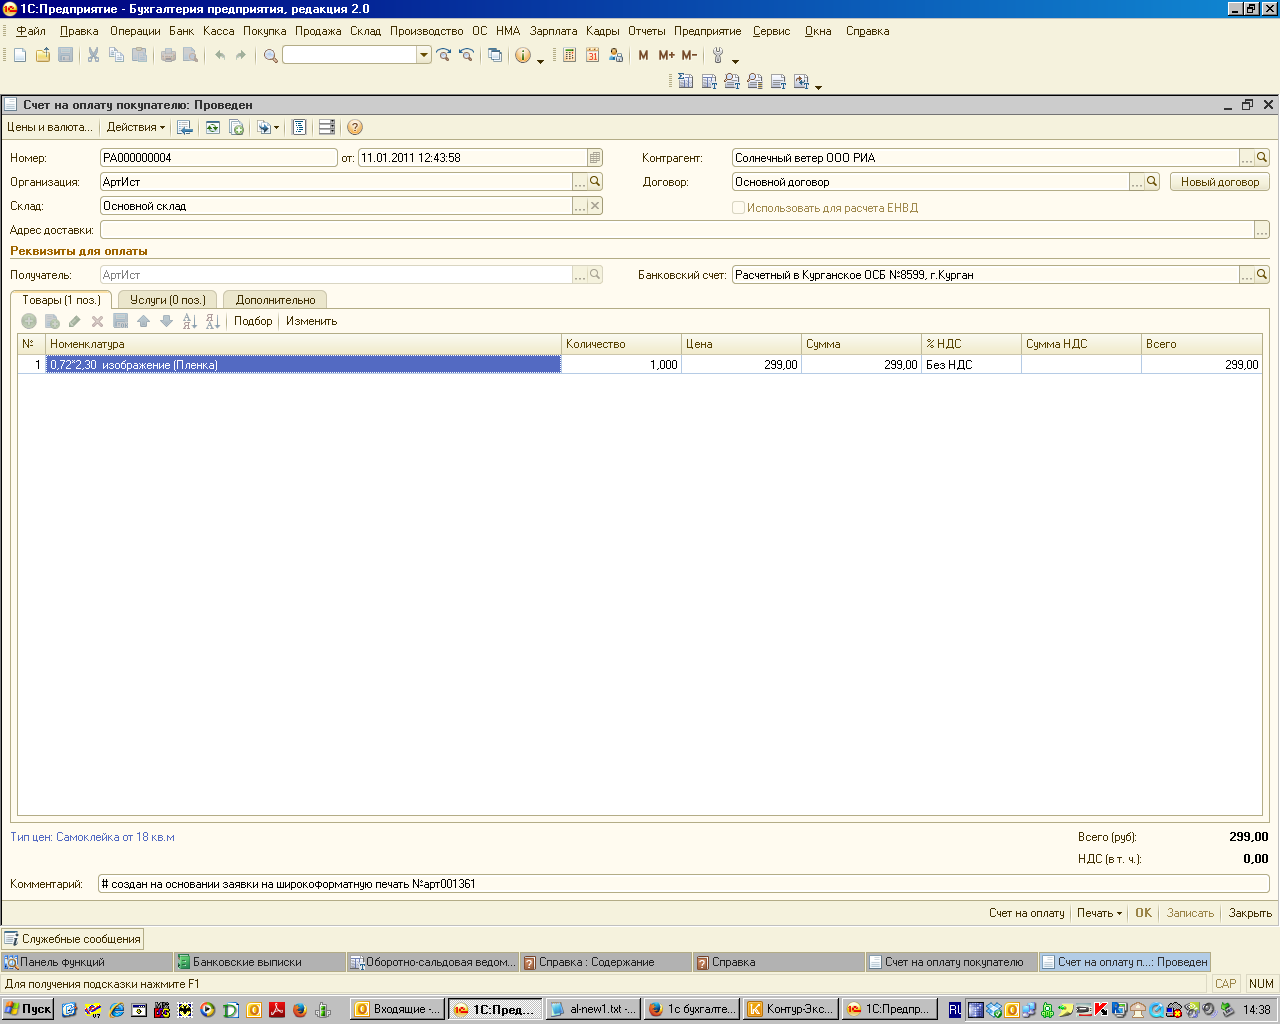 1С:Предприятие - Бухгалтерия предприятия, редакция 2.0
Файл Правка Операции Банк Касса Покупка Продажа Склад Производство ОС НМА Зарплата Кадры Отчеты Предприятие Сервис Окна Справка
M M+ M-
Счет на оплату покупателю: Проведен
Цены и валюта... Действия
Номер: РА000000004 от: 11.01.2011 12:43:58 Контрагент: Солнечный ветер ООО РИА
Организация: АртИст Договор: Основной договор Новый договор
Склад: Основной склад Использовать для расчета ЕНВД
Адрес доставки:
Реквизиты для оплаты
Получатель: АртИст Банковский счет: Расчетный в Курганское ОСБ №8599, г.Курган
Товары (1 поз.) Услуги (0 поз.) Дополнительно
Подбор Изменить
№ Номенклатура Количество Цена Сумма % НДС Сумма НДС Всего
1 0,72*2,30 изображение (Пленка) 1,000 299,00 299,00 Без НДС 299,00
Тип цен: Самоклейка от 18 кв.м Всего (руб): 299,00
НДС (в т. ч.): 0,00
Комментарий: # создан на основании заявки на широкоформатную печать №арт001361
Счет на оплату Печать OK Записать Закрыть
Служебные сообщения
Панель функций Банковские выписки Оборотно-сальдовая ведом... Справка : Содержание Справка Счет на оплату покупателю Счет на оплату п...: Проведен
Для получения подсказки нажмите F1 CAP NUM
Пуск Входящие -... 1С:Пред... al-new1.txt -... 1с бухгалте... Контур-Экс... 1С:Предпр... 14:38